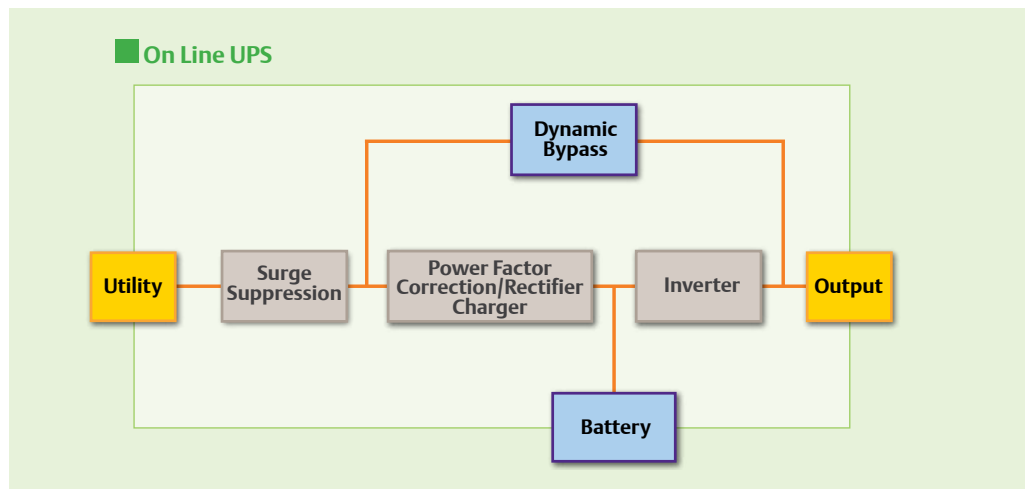 On Line UPS
Dynamic
Bypass
Utility
Surge
Suppression
Power Factor
Correction/Rectifier
Charger
Inverter
Output
Battery